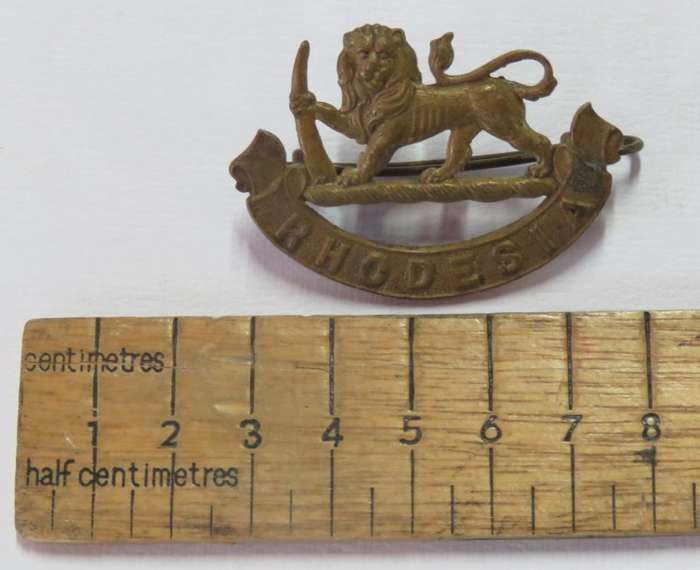 RHODESIA
centimetres
1 2 3 4 5 6 7 8
half centimetres